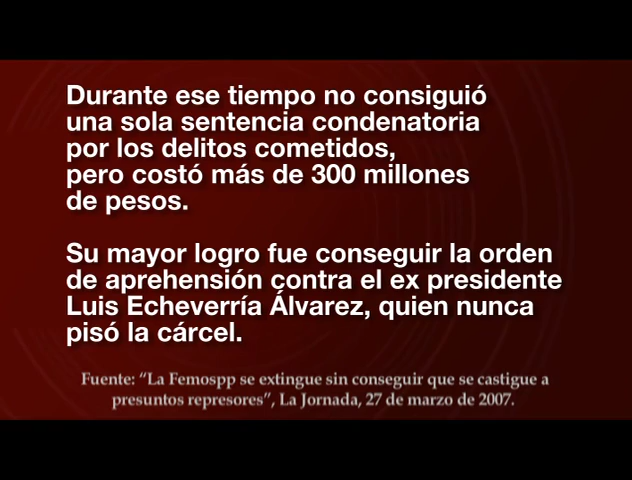 Durante ese tiempo no consiguió
una sola sentencia condenatoria
por los delitos cometidos,
pero costó más de 300 millones
de pesos.
Su mayor logro fue conseguir la orden
de aprehensión contra el ex presidente
Luis Echeverría Álvarez, quien nunca
pisó la cárcel.
Fuente: “La Femospp se extingue sin conseguir que se castigue a
presuntos represores”, La Jornada, 27 de marzo de 2007.